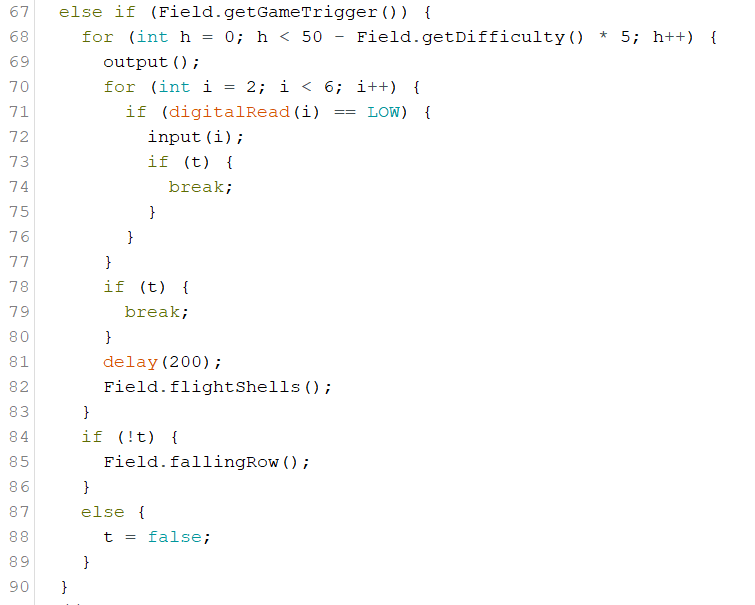 67 else if (Field.getGameTrigger()) {
68 for (int h = 0; h < 50 - Field.getDifficulty() * 5; h++) {
69 output();
70 for (int i = 2; i < 6; i++) {
71 if (digitalRead(i) == LOW) {
72 input(i);
73 if (t) {
74 break;
75 }
76 }
77 }
78 if (t) {
79 break;
80 }
81 delay(200);
82 Field.flightShells();
83 }
84 if (!t) {
85 Field.fallingRow();
86 }
87 else {
88 t = false;
89 }
90 }